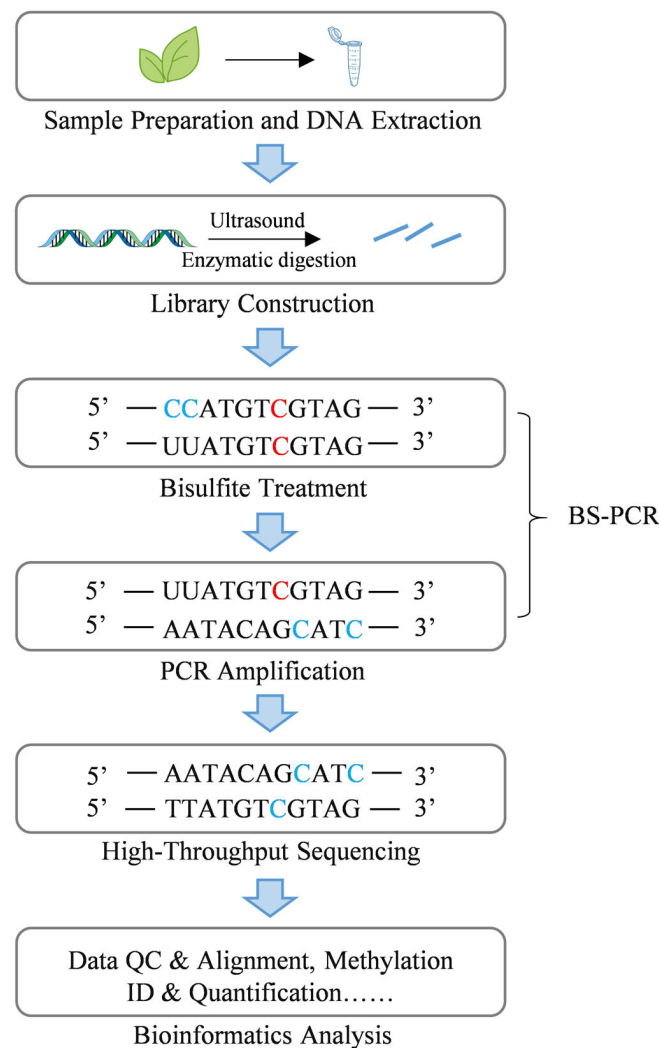 Sample Preparation and DNA Extraction
Ultrasound
Enzymatic digestion
Library Construction
5’ — CCATGTCGTAG— 3’
5’ — UUATGTCGTAG— 3’
Bisulfite Treatment
BS-PCR
5’ — UUATGTCGTAG— 3’
5’ — AATACAGCATC— 3’
PCR Amplification
5’ — AATACAGCATC— 3’
5’ — TTATGTCGTAG— 3’
High-Throughput Sequencing
Data QC & Alignment, Methylation
ID & Quantification……
Bioinformatics Analysis